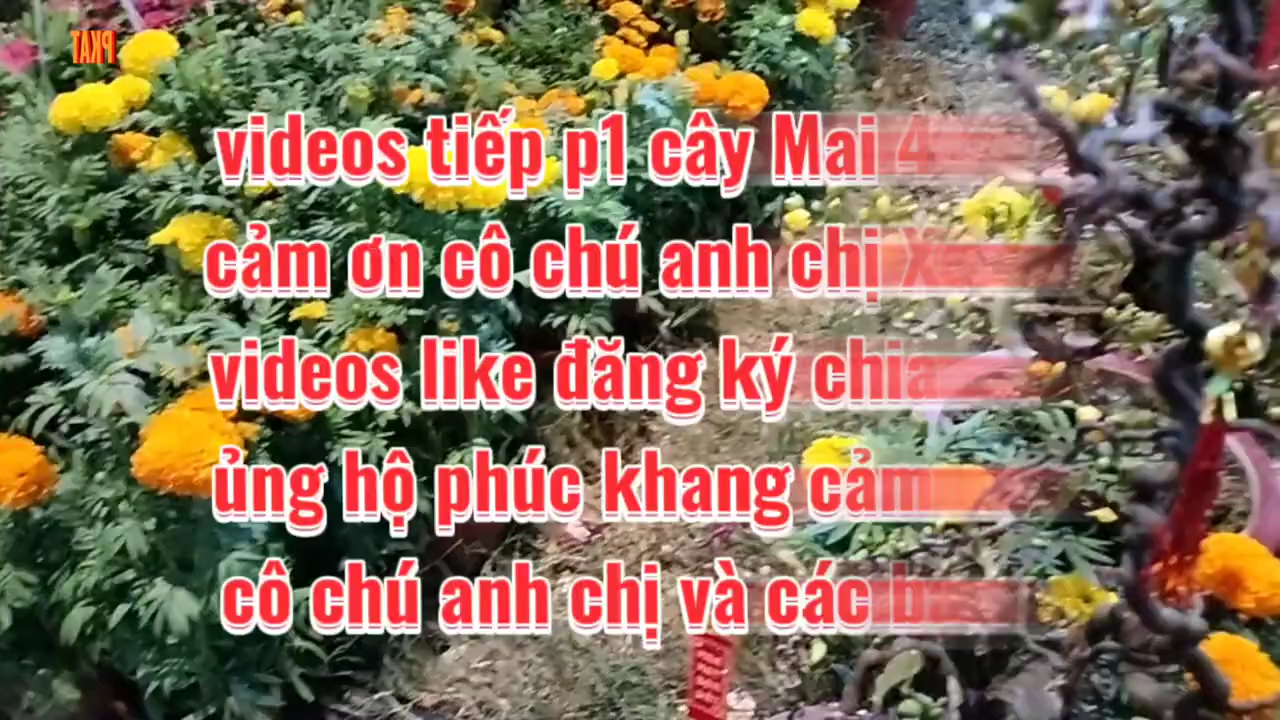 PKAT
videos tiếp p1 cây Mai 4
cảm ơn cô chú anh chị
videos like đăng ký chia
ủng hộ phúc khang cảm
cô chú anh chị và các